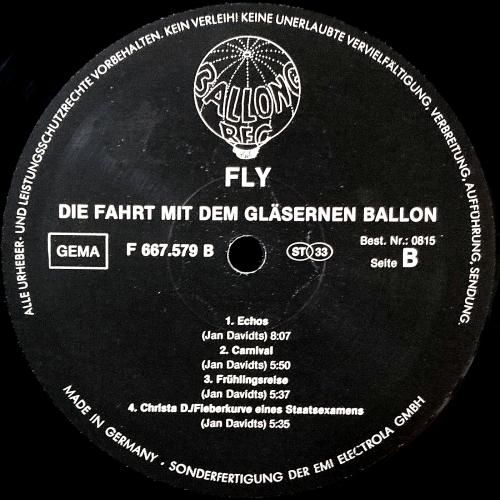 ALLE URHEBER- UND LEISTUNGSSCHUTZRECHTE VORBEHALTEN. KEIN VERLEIH! KEINE UNERLAUBTE VERVIELFÄLTIGUNG, VERBREITUNG, AUFFÜHRUNG, SENDUNG.
BALLONG
REC
FLY
DIE FAHRT MIT DEM GLÄSERNEN BALLON
GEMA F 667.579 B ST 33 Best. Nr.: 0815
Seite B
1. Echos
(Jan Davidts) 8:07
2. Carnival
(Jan Davidts) 5:50
3. Frühlingsreise
(Jan Davidts) 5:37
4. Christa D./Fieberkurve eines Staatsexamens
(Jan Davidts) 5:35
MADE IN GERMANY - SONDERFERTIGUNG DER EMI ELECTROLA GMBH